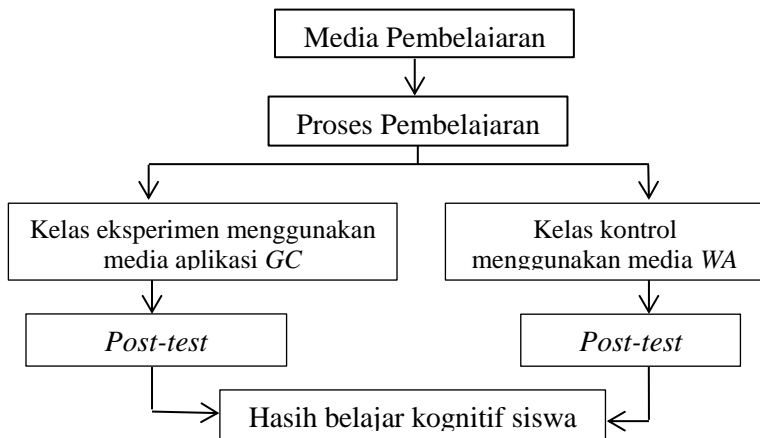 Media Pembelajaran
Proses Pembelajaran
Kelas eksperimen menggunakan
media aplikasi GC
Kelas kontrol
menggunakan media WA
Post-test
Post-test
Hasih belajar kognitif siswa